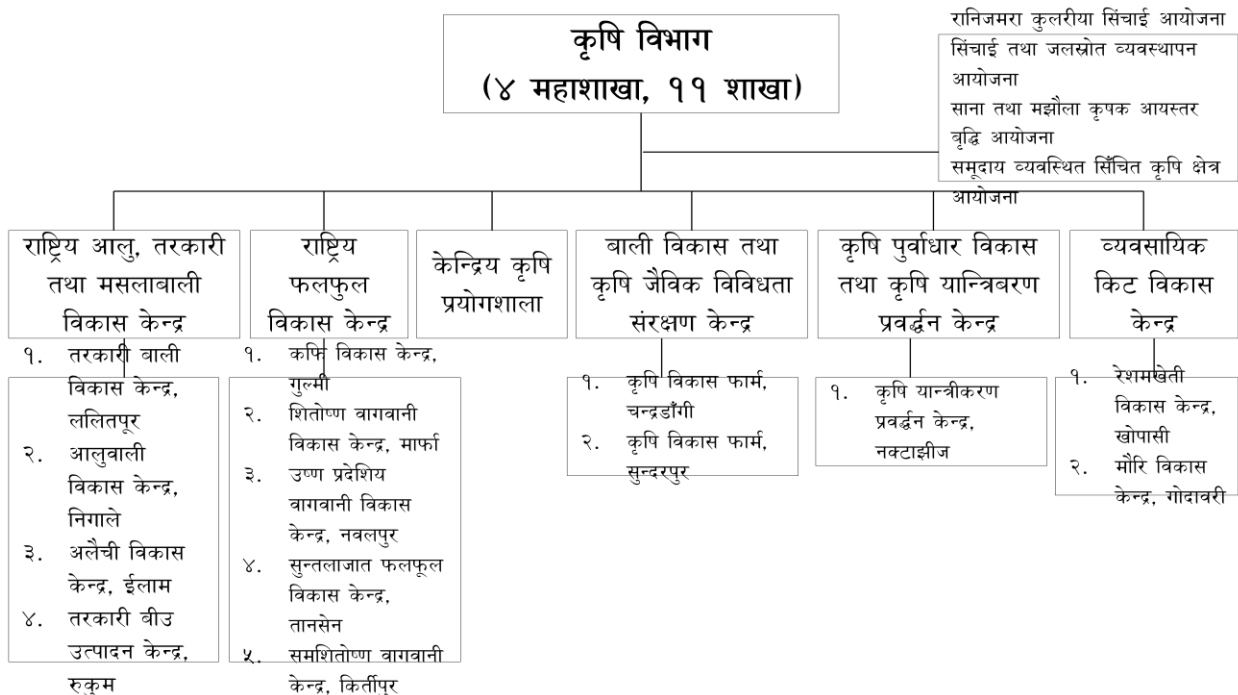 कृषि विभाग
(४ महाशाखा, ११ शाखा)
रानिजमरा कुलरीया सिंचाई आयोजना
सिंचाई तथा जलस्रोत व्यवस्थापन
आयोजना
साना तथा मझौला कृषक आयस्तर
बृद्धि आयोजना
समूदाय व्यवस्थित सिँचित कृषि क्षेत्र
आयोजना
राष्ट्रिय आलु, तरकारी
तथा मसलाबाली
विकास केन्द्र
१. तरकारी बाली
विकास केन्द्र,
ललितपूर
२. आलुवाली
विकास केन्द्र,
निगाले
३. अलैची विकास
केन्द्र, ईलाम
४. तरकारी बीउ
उत्पादन केन्द्र,
रुकुम
राष्ट्रिय
फलफुल
विकास केन्द्र
१. कफि विकास केन्द्र,
गुल्मी
२. शितोष्ण वागवानी
विकास केन्द्र, मार्फा
३. उष्ण प्रदेशिय
वागवानी विकास
केन्द्र, नवलपुर
४. सुन्तलाजात फलफूल
विकास केन्द्र,
तानसेन
५. समशितोष्ण वागवानी
केन्द्र, किर्तीपुर
केन्द्रिय कृषि
प्रयोगशाला
बाली विकास तथा
कृषि जैविक विविधता
संरक्षण केन्द्र
१. कृषि विकास फार्म,
चन्द्रडाँगी
२. कृषि विकास फार्म,
सुन्दरपुर
कृषि पुर्वाधार विकास
तथा कृषि यान्त्रिबरण
प्रवर्द्धन केन्द्र
१. कृषि यान्त्रीकरण
प्रवर्द्धन केन्द्र,
नक्टाझीज
व्यवसायिक
किट विकास
केन्द्र
१. रेशमखेती
विकास केन्द्र,
खोपासी
२. मौरि विकास
केन्द्र, गोदावरी